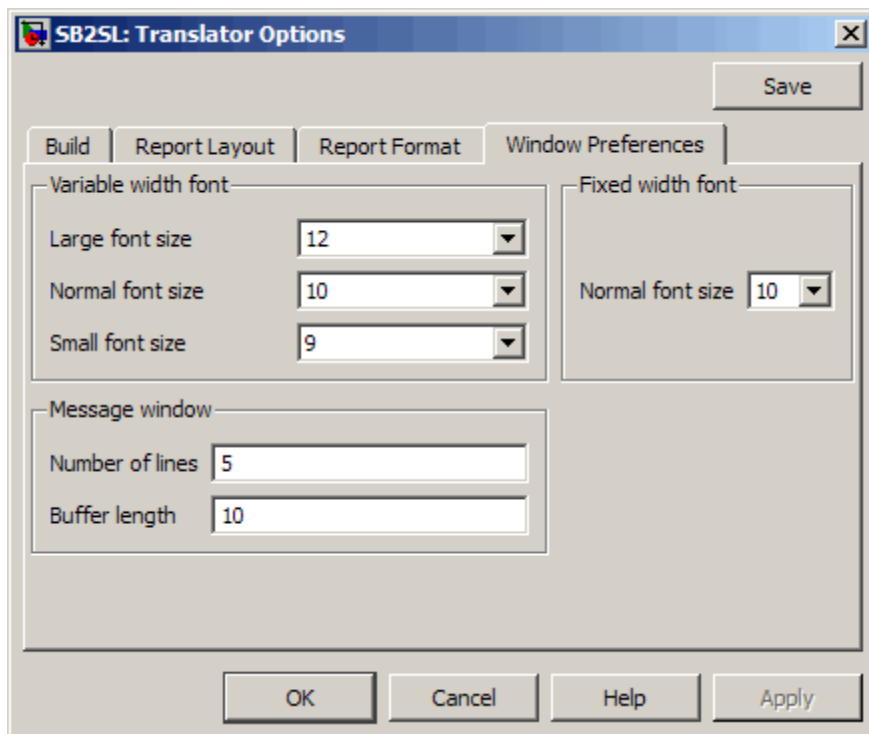 SB2SL: Translator Options
Save
Build Report Layout Report Format Window Preferences
Variable width font
Large font size 12
Normal font size 10
Small font size 9
Fixed width font
Normal font size 10
Message window
Number of lines 5
Buffer length 10
OK Cancel Help Apply